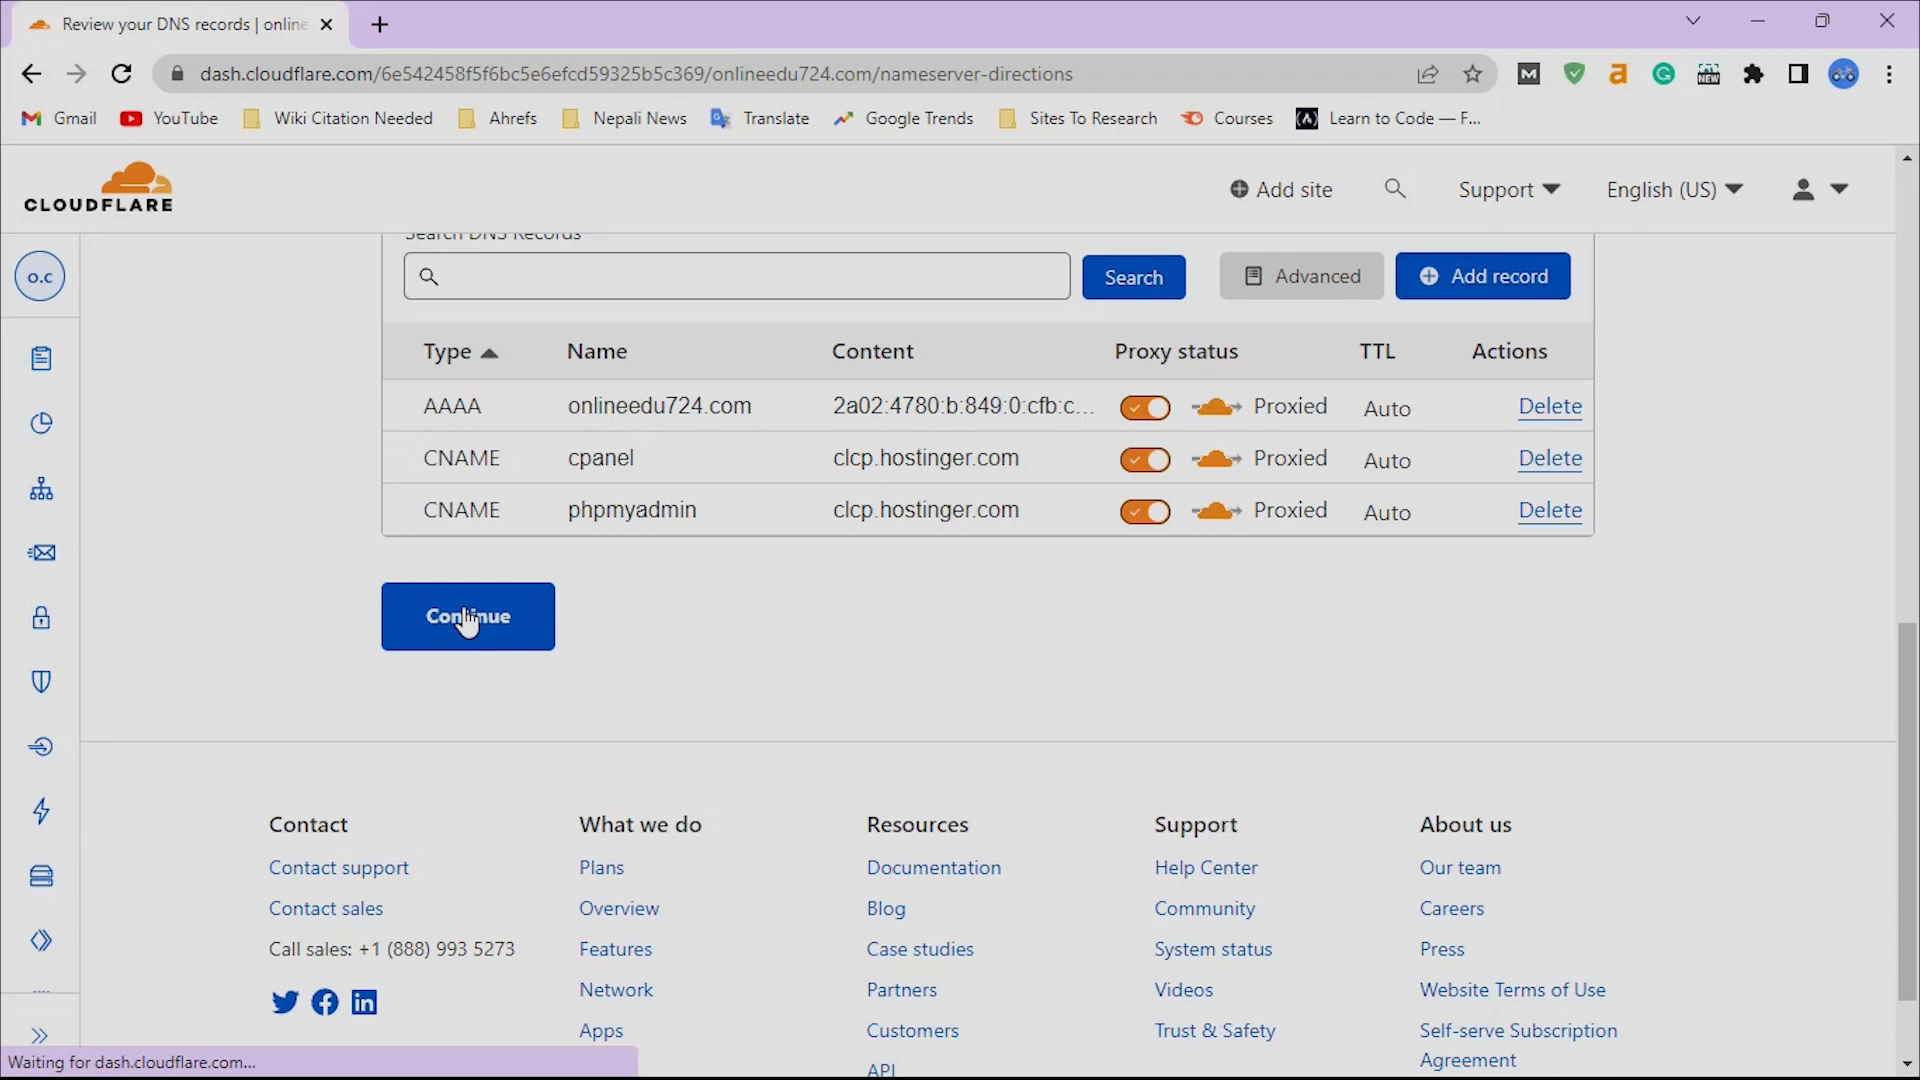 Review your DNS records | online
dash.cloudflare.com/6e542458f5f6bc5e6efcd59325b5c369/onlineedu724.com/nameserver-directions
Gmail YouTube Wiki Citation Needed Ahrefs Nepali News Translate Google Trends Sites To Research Courses Learn to Code — F...
CLOUDFLARE
Add site Support English (US)
o.c
Search DNS Records
Search Advanced Add record
Type Name Content Proxy status TTL Actions
AAAA onlineedu724.com 2a02:4780:b:849:0:cfb:c... Proxied Auto Delete
CNAME cpanel clcp.hostinger.com Proxied Auto Delete
CNAME phpmyadmin clcp.hostinger.com Proxied Auto Delete
Continue
Contact What we do Resources Support About us
Contact support Plans Documentation Help Center Our team
Contact sales Overview Blog Community Careers
Call sales: +1 (888) 993 5273 Features Case studies System status Press
Network Partners Videos Website Terms of Use
Apps Customers Trust & Safety Self-serve Subscription
Agreement
API
Waiting for dash.cloudflare.com...